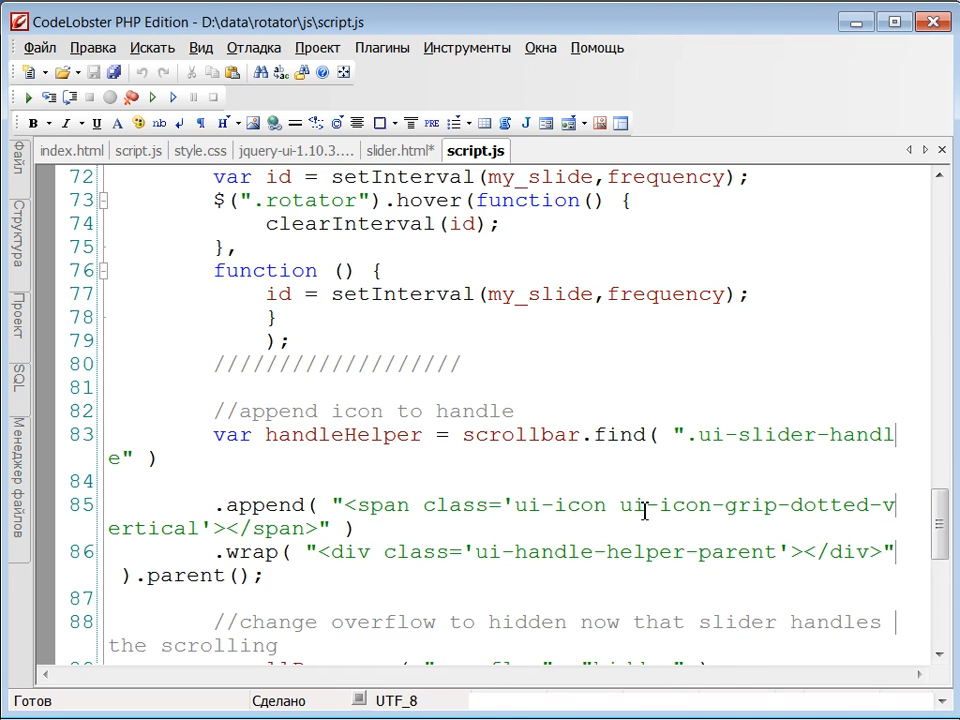 CodeLobster PHP Edition - D:\data\rotator\js\script.js
Файл Правка Искать Вид Отладка Проект Плагины Инструменты Окна Помощь
B I U A nb H PRE J
index.html script.js style.css jquery-ui-1.10.3.... slider.html* script.js
Файл
Структура
Проект
SQL
Менеджер файлов
72 var id = setInterval(my_slide,frequency);
73 $(".rotator").hover(function() {
74 clearInterval(id);
75 },
76 function () {
77 id = setInterval(my_slide,frequency);
78 }
79 );
80 ///////////////////
81
82 //append icon to handle
83 var handleHelper = scrollbar.find( ".ui-slider-handl
e" )
84
85 .append( "<span class='ui-icon ui-icon-grip-dotted-v
ertical'></span>" )
86 .wrap( "<div class='ui-handle-helper-parent'></div>"
).parent();
87
88 //change overflow to hidden now that slider handles
the scrolling
Готов Сделано UTF_8